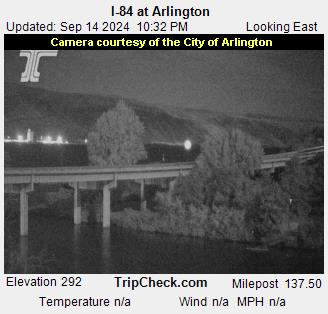 I-84 at Arlington
Updated: Sep 14 2024 10:32 PM Looking East
Camera courtesy of the City of Arlington
Elevation 292 TripCheck.com Milepost 137.50
Temperature n/a Wind n/a MPH n/a